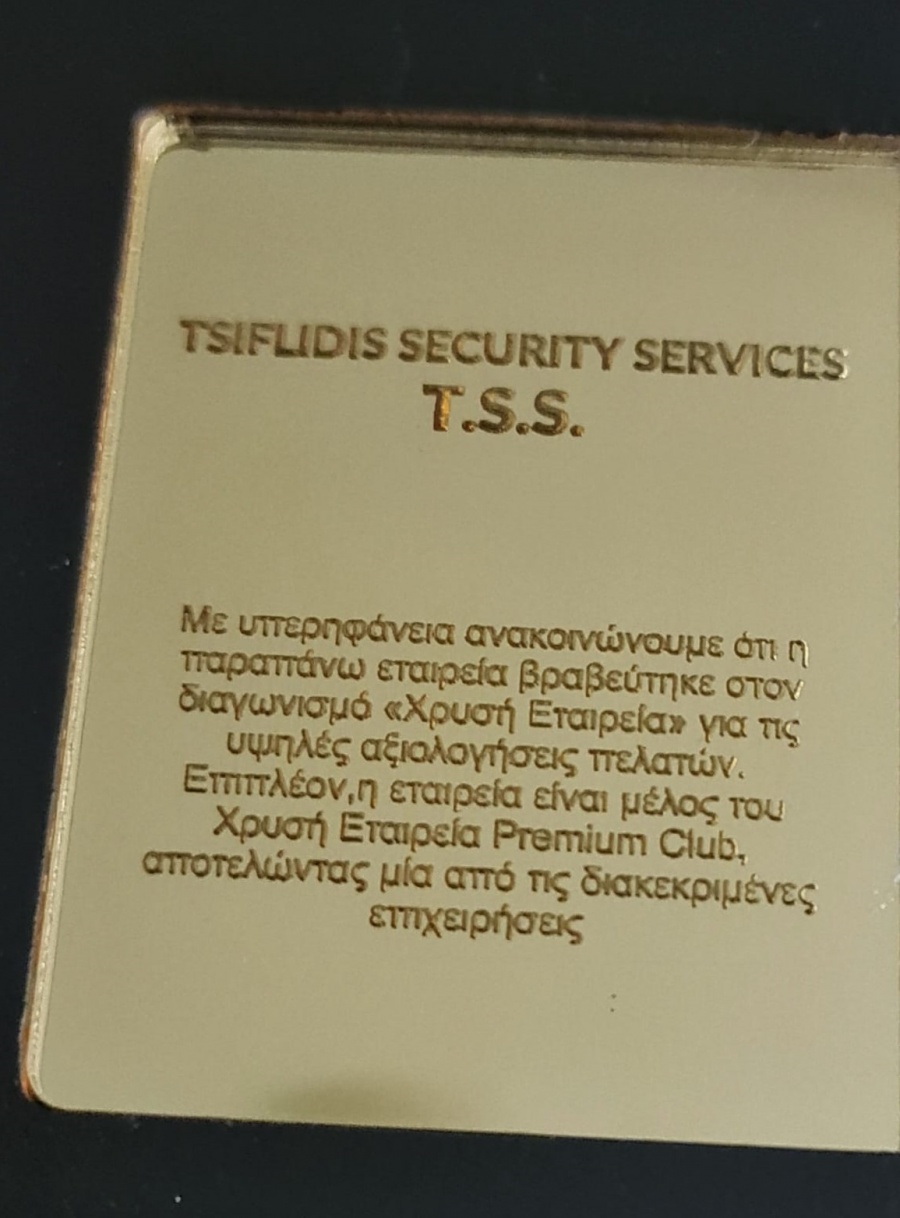 TSIFLIDIS SECURITY SERVICES
T.S.S.
Με υπερηφάνεια ανακοινώνουμε ότι η
παραπάνω εταιρεία βραβεύτηκε στον
διαγωνισμό «Χρυσή Εταιρεία» για τις
υψηλές αξιολογήσεις πελατών.
Επιπλέον,η εταιρεία είναι μέλος του
Χρυσή Εταιρεία Premium Club,
αποτελώντας μία από τις διακεκριμένες
επιχειρήσεις